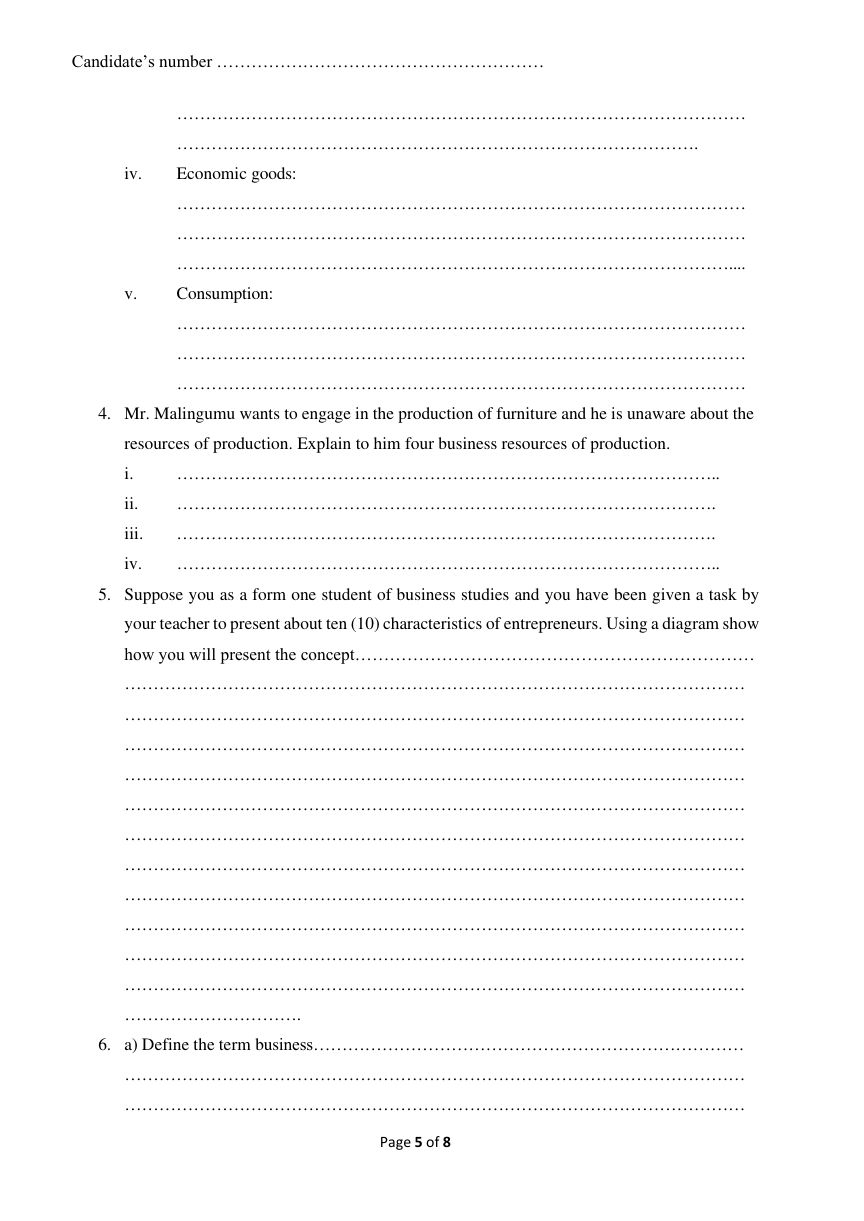 Candidate's number ………………………………………………
……………………………………………………………………………………
…………………………………………………………………………….
iv. Economic goods:
……………………………………………………………………………………
……………………………………………………………………………………
…………………………………………………………………………………....
v. Consumption:
……………………………………………………………………………………
……………………………………………………………………………………
……………………………………………………………………………………
4. Mr. Malingumu wants to engage in the production of furniture and he is unaware about the
resources of production. Explain to him four business resources of production.
i. ………………………………………………………………………………..
ii. ……………………………………………………………………………….
iii. ……………………………………………………………………………….
iv. ………………………………………………………………………………..
5. Suppose you as a form one student of business studies and you have been given a task by
your teacher to present about ten (10) characteristics of entrepreneurs. Using a diagram show
how you will present the concept……………………………………………………………
……………………………………………………………………………………………
……………………………………………………………………………………………
……………………………………………………………………………………………
……………………………………………………………………………………………
……………………………………………………………………………………………
……………………………………………………………………………………………
……………………………………………………………………………………………
……………………………………………………………………………………………
……………………………………………………………………………………………
……………………………………………………………………………………………
……………………………………………………………………………………………
………………………….
6. a) Define the term business…………………………………………………………………
……………………………………………………………………………………………
……………………………………………………………………………………………
Page 5 of 8